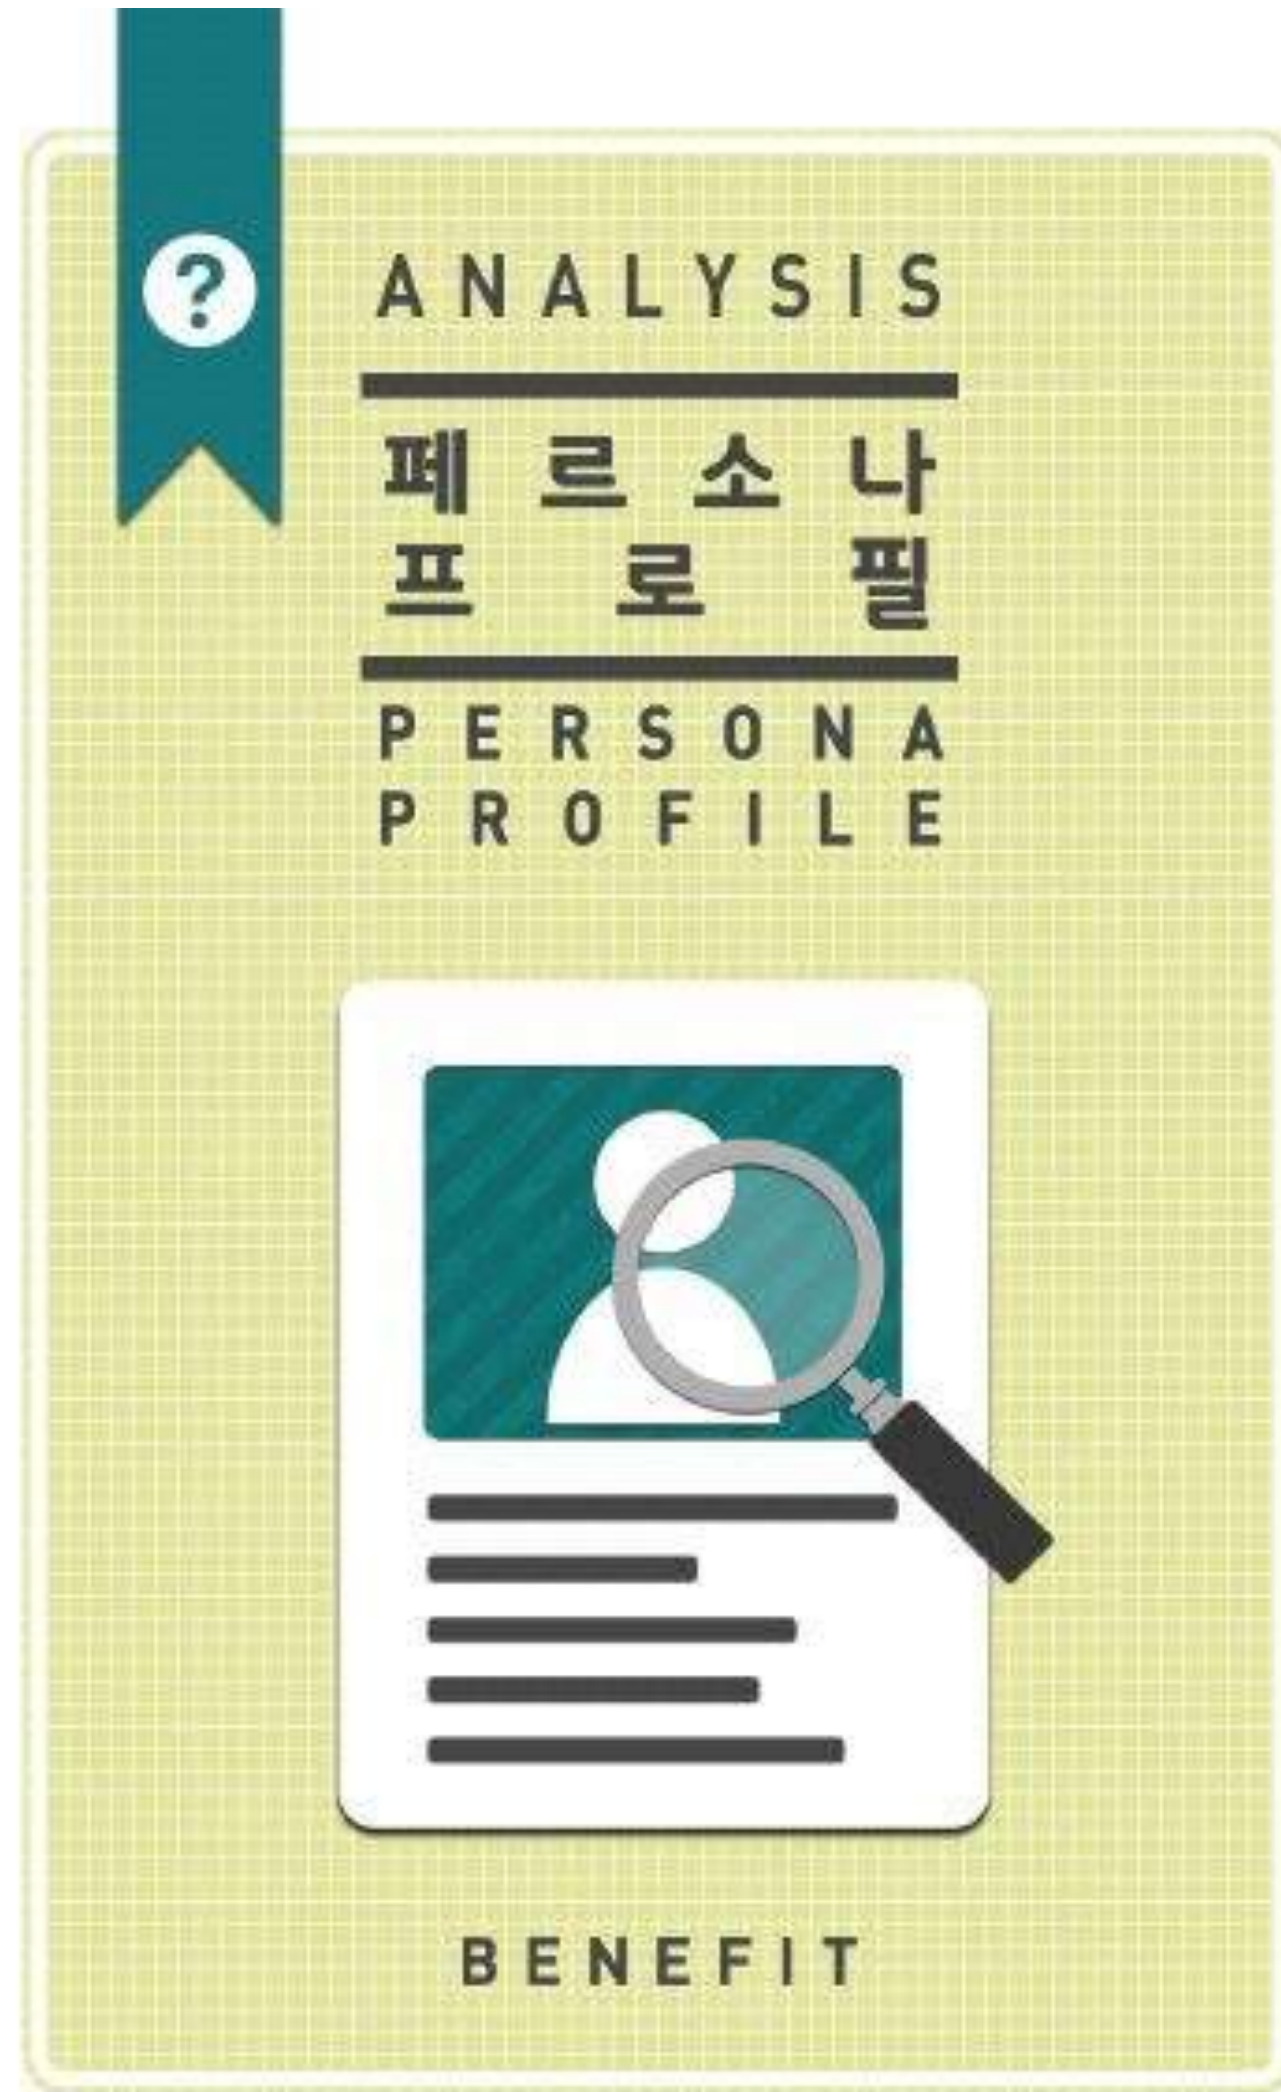 ?
ANALYSIS
페르소나
프로필
PERSONA
PROFILE
BENEFIT